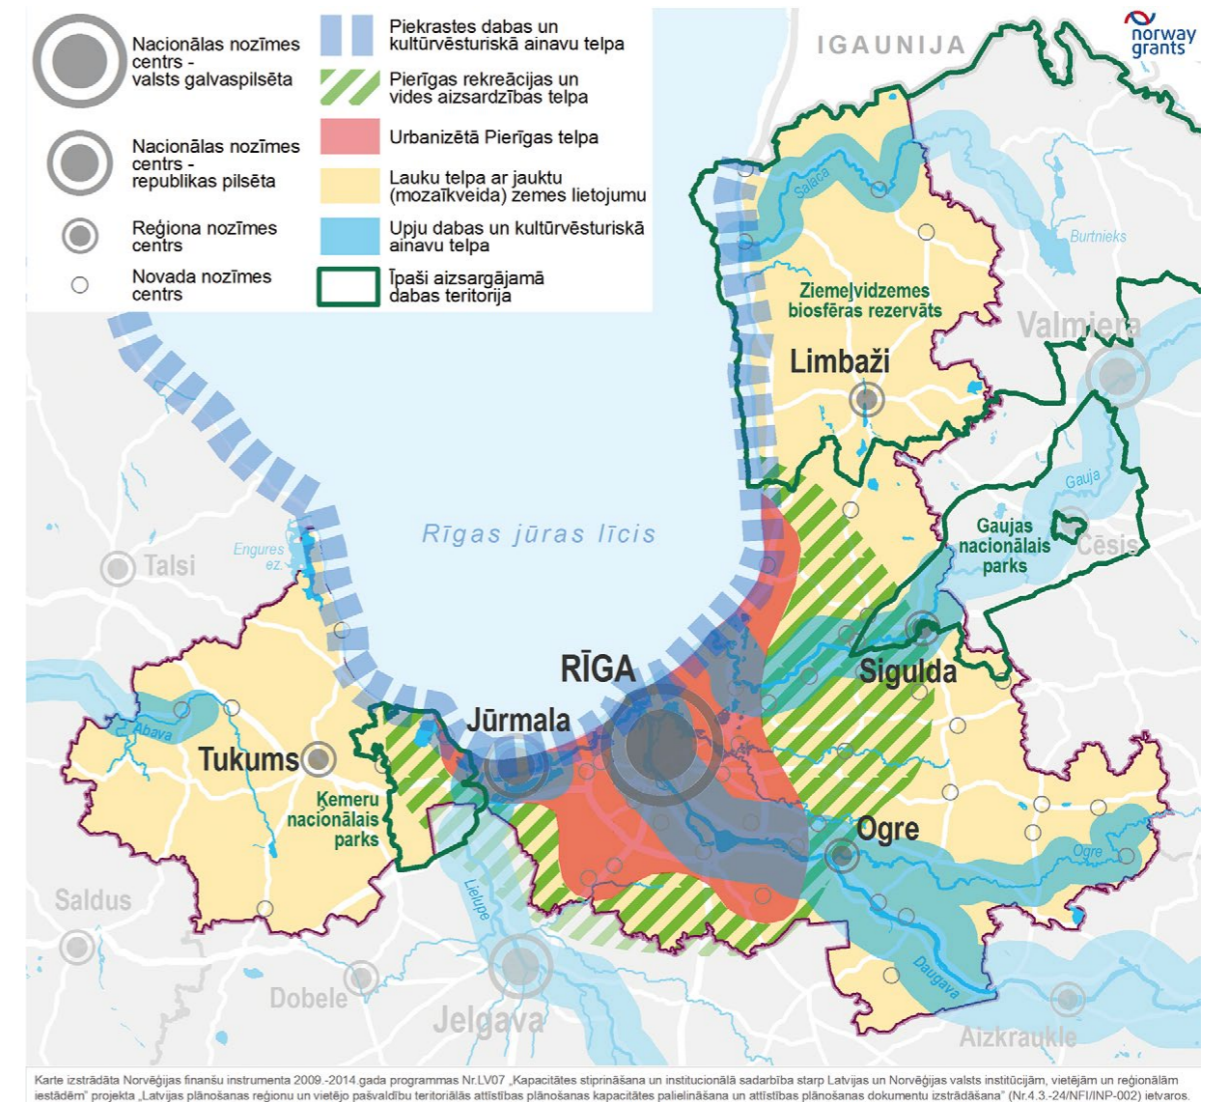 Nacionālas nozīmes
centrs -
valsts galvaspilsēta
Nacionālas nozīmes
centrs -
republikas pilsēta
Reģiona nozīmes
centrs
Novada nozīmes
centrs
Piekrastes dabas un
kultūrvēsturiskā ainavu telpa
Pierīgas rekreācijas un
vides aizsardzības telpa
Urbanizētā Pierīgas telpa
Lauku telpa ar jauktu
(mozaīkveida) zemes lietojumu
Upju dabas un kultūrvēsturiskā
ainavu telpa
Īpaši aizsargājamā
dabas teritorija
IGAUNIJA
norway
grants
Salaca
Burtnieks
Ziemeļvidzemes
biosfēras rezervāts
Valmiera
Limbaži
Gauja
Rīgas jūras līcis
Gaujas
nacionālais
parks
Cēsis
Engures
ez.
Talsi
RĪGA
Sigulda
Jūrmala
Abava
Tukums
Ķemeru
nacionālais
parks
Ogre
Ogre
Lielupe
Saldus
Daugava
Dobele
Jelgava
Aizkraukle
Karte izstrādāta Norvēģijas finanšu instrumenta 2009.-2014.gada programmas Nr.LV07 „Kapacitātes stiprināšana un institucionālā sadarbība starp Latvijas un Norvēģijas valsts institūcijām, vietējām un reģionālām
iestādēm” projekta „Latvijas plānošanas reģionu un vietējo pašvaldību teritoriālās attīstības plānošanas kapacitātes palielināšana un attīstības plānošanas dokumentu izstrādāšana” (Nr.4.3.-24/NFI/INP-002) ietvaros.